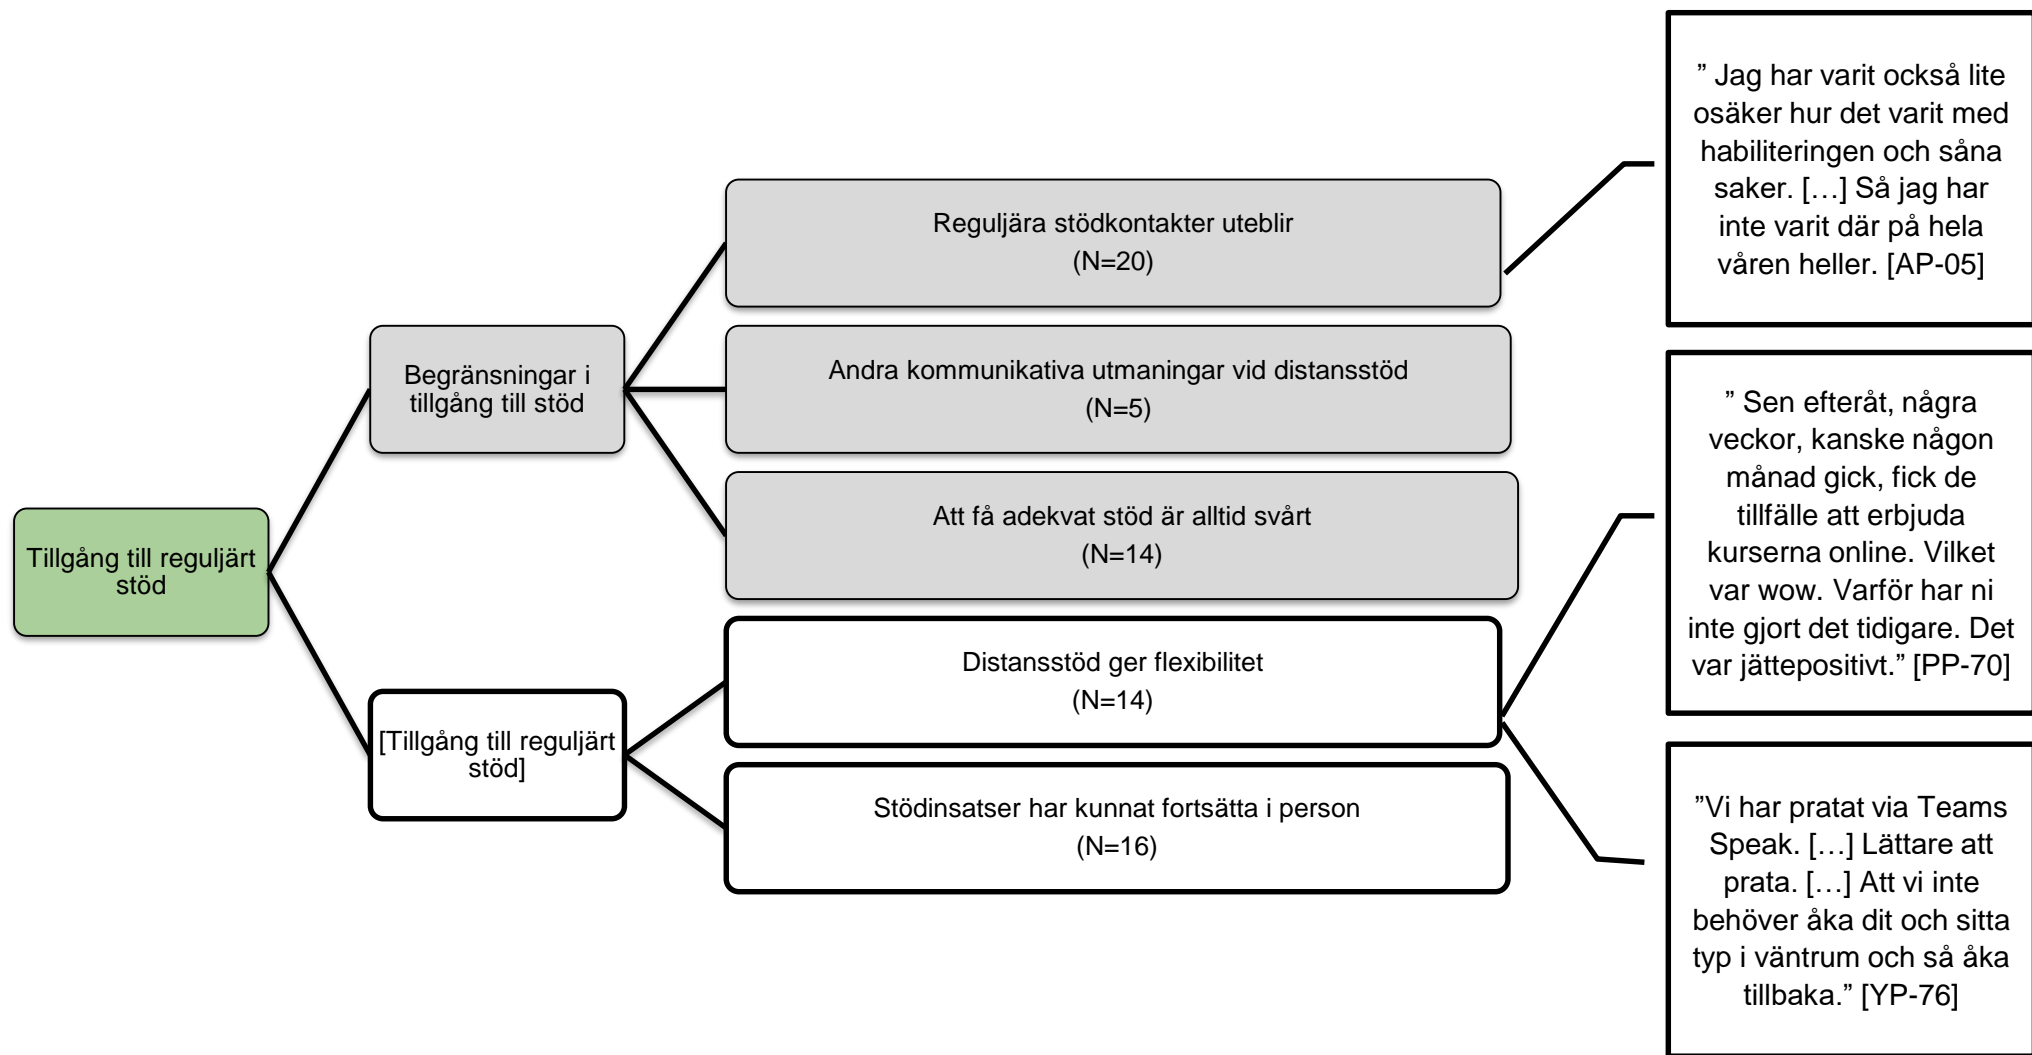 Tillgång till reguljärt
stöd
Begränsningar i
tillgång till stöd
Reguljära stödkontakter uteblir
(N=20)
Andra kommunikativa utmaningar vid distansstöd
(N=5)
Att få adekvat stöd är alltid svårt
(N=14)
[Tillgång till reguljärt
stöd]
Distansstöd ger flexibilitet
(N=14)
Stödinsatser har kunnat fortsätta i person
(N=16)
” Jag har varit också lite
osäker hur det varit med
habiliteringen och såna
saker. […] Så jag har
inte varit där på hela
våren heller. [AP-05]
” Sen efteråt, några
veckor, kanske någon
månad gick, fick de
tillfälle att erbjuda
kurserna online. Vilket
var wow. Varför har ni
inte gjort det tidigare. Det
var jättepositivt.” [PP-70]
”Vi har pratat via Teams
Speak. […] Lättare att
prata. […] Att vi inte
behöver åka dit och sitta
typ i väntrum och så åka
tillbaka.” [YP-76]